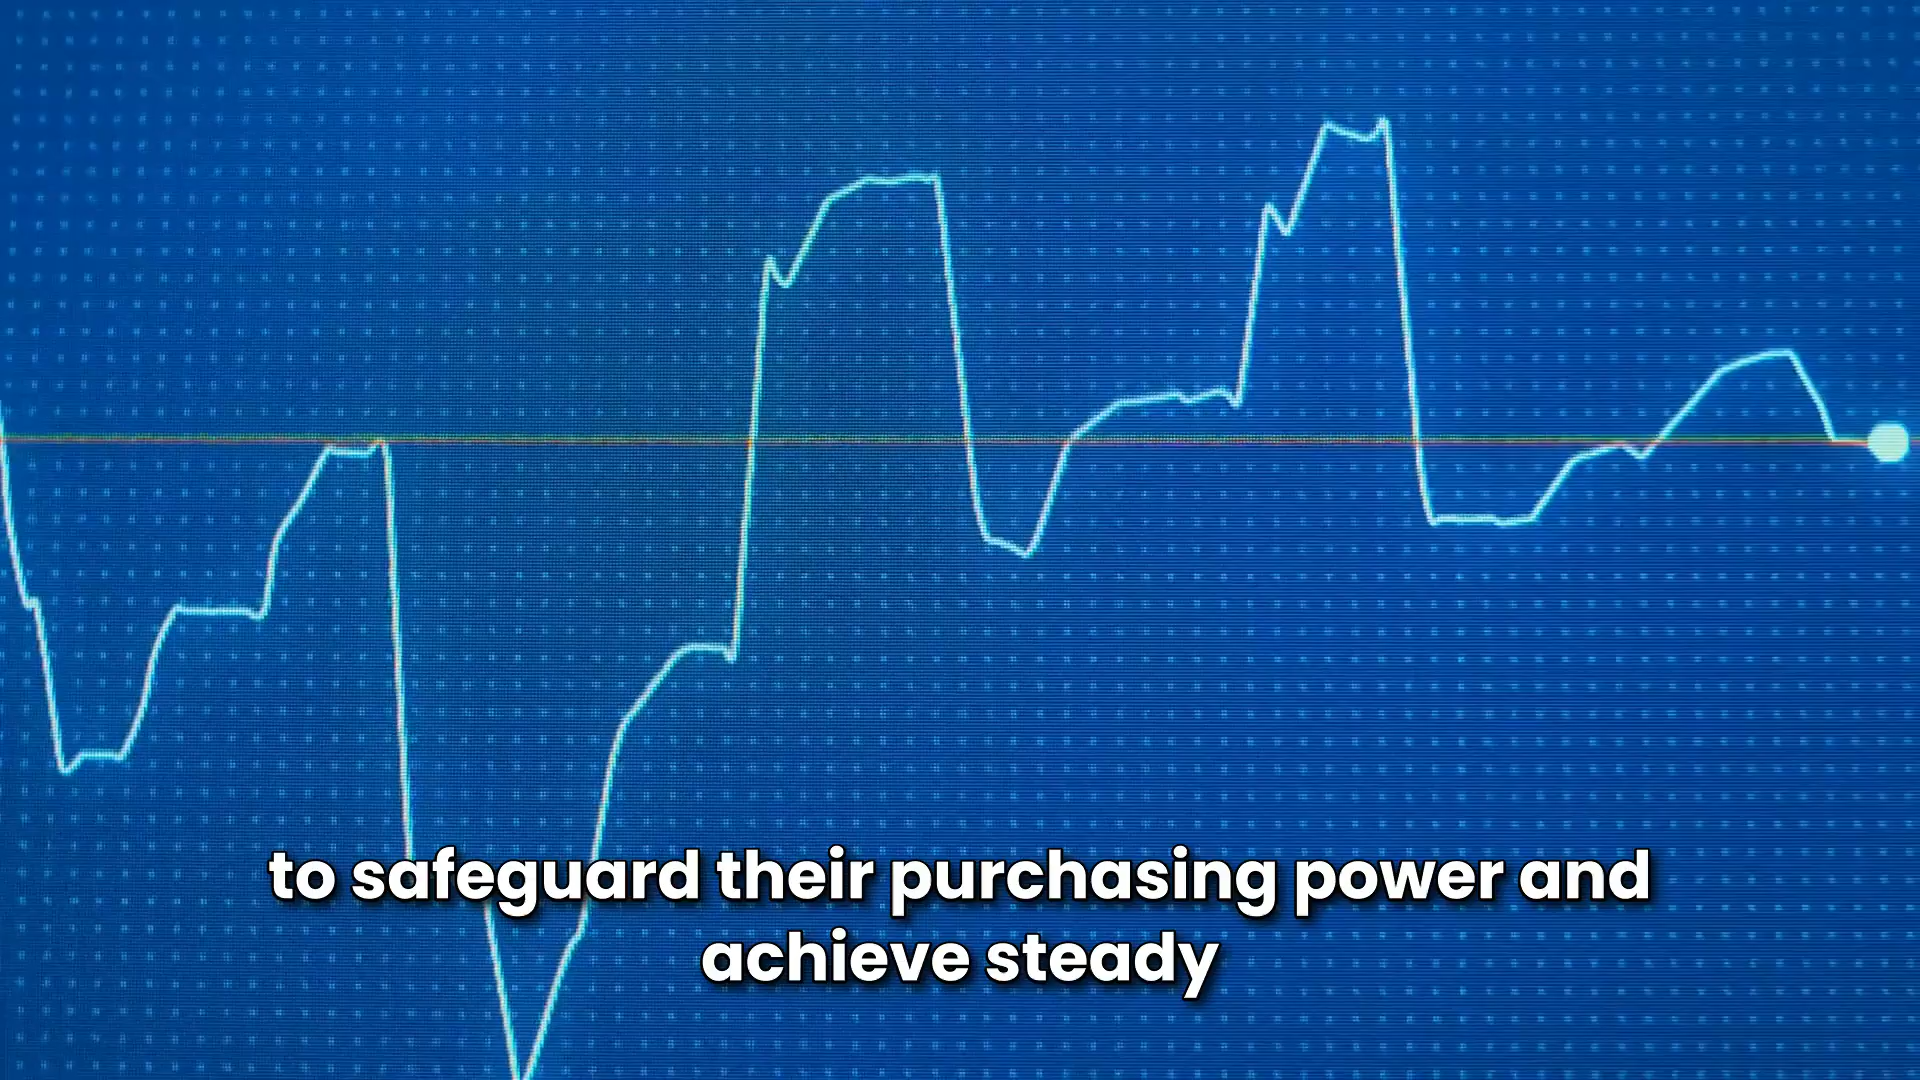 to safeguard their purchasing power and
achieve steady